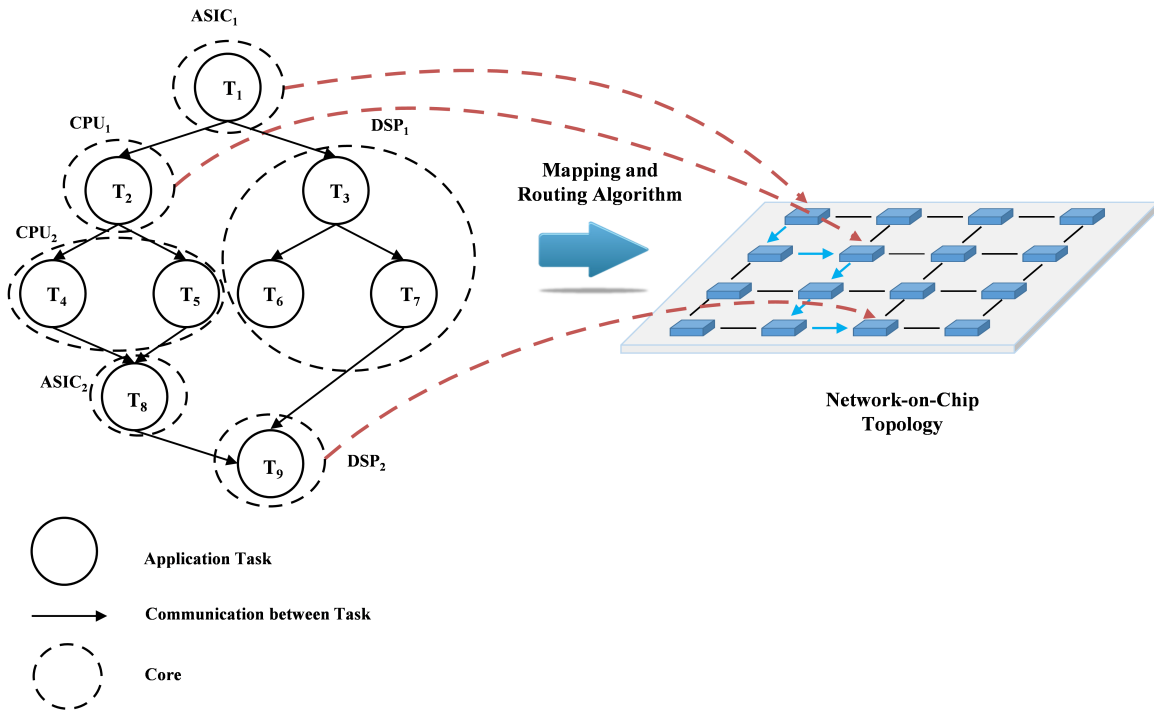 ASIC₁
T₁
CPU₁
DSP₁
T₂
T₃
Mapping and
Routing Algorithm
CPU₂
T₄
T₅
T₆
T₇
ASIC₂
T₈
Network-on-Chip
Topology
T₉
DSP₂
Application Task
Communication between Task
Core